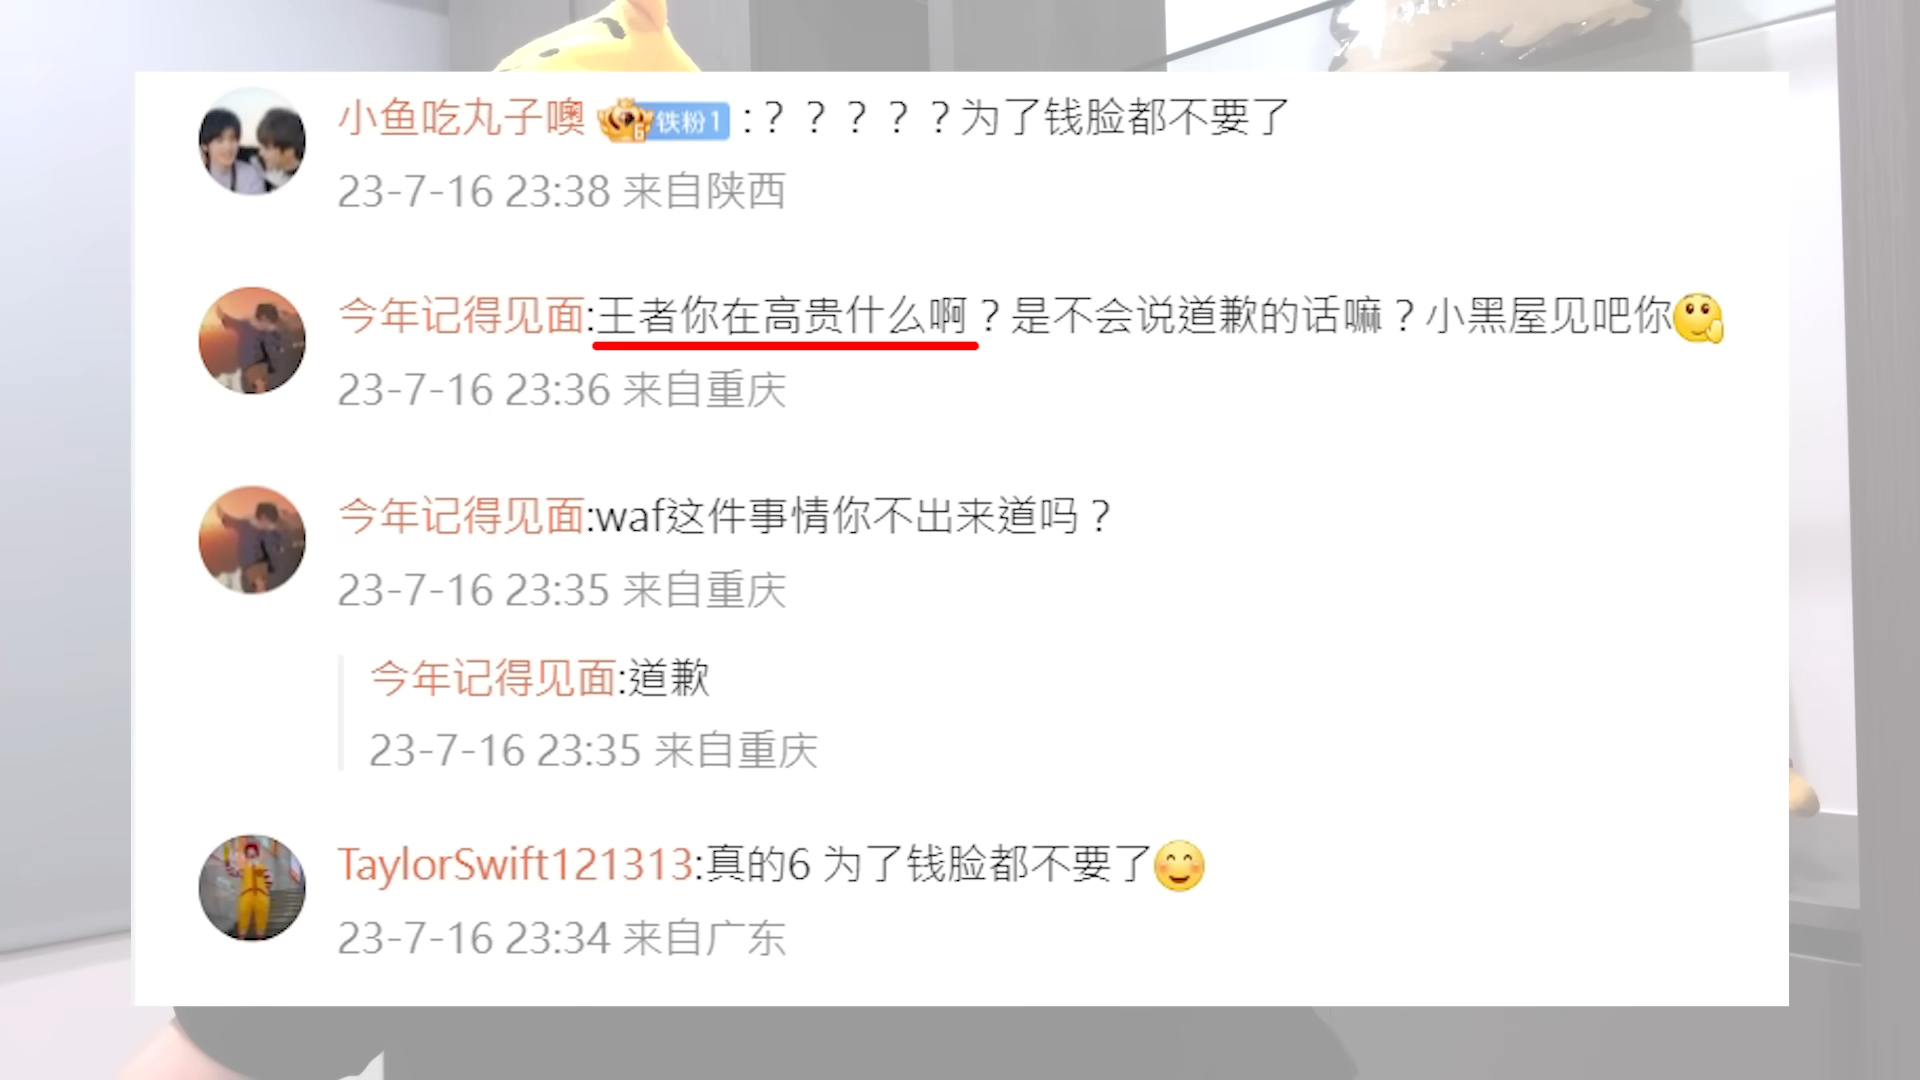 小鱼吃丸子噢 6 铁粉1 :？？？？？为了钱脸都不要了
23-7-16 23:38 来自陕西
今年记得见面:王者你在高贵什么啊？是不会说道歉的话嘛？小黑屋见吧你
23-7-16 23:36 来自重庆
今年记得见面:waf这件事情你不出来道吗？
23-7-16 23:35 来自重庆
今年记得见面:道歉
23-7-16 23:35 来自重庆
TaylorSwift121313:真的6 为了钱脸都不要了
23-7-16 23:34 来自广东